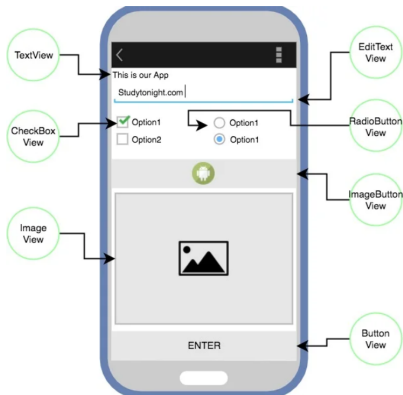 TextView
This is our App
Studytonight.com
EditText
View
CheckBox
View
Option1
Option2
Option1
Option1
RadioButton
View
ImageButton
View
Image
View
ENTER
Button
View